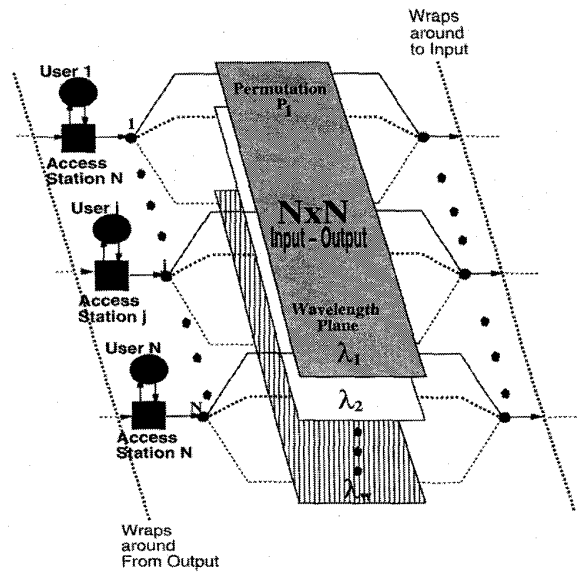 Wraps
around
to Input
User 1
Permutation
P1
1
Access
Station N
User j
NxN
Input – Output
j
Access
Station j
Wavelength
Plane
User N
λ1
N
λ2
Access
Station N
λw
Wraps
around
From Output